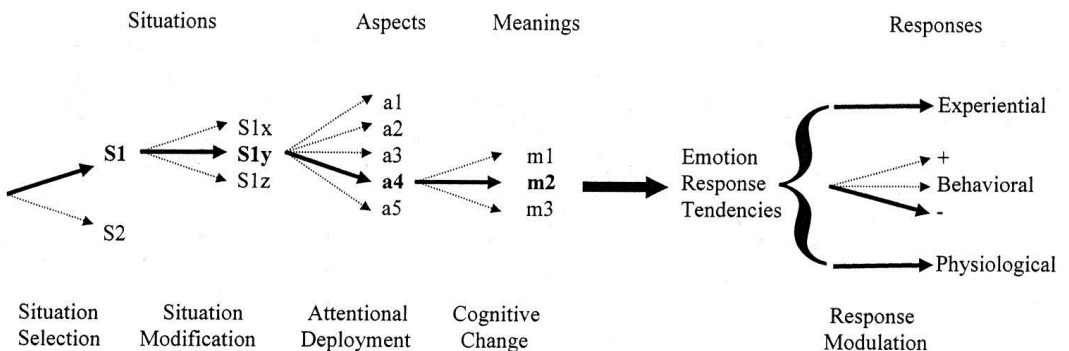 Situations
Aspects
Meanings
Responses
S1
S2
S1x
S1y
S1z
a1
a2
a3
a4
a5
m1
m2
m3
Emotion
Response
Tendencies
Experiential
+
Behavioral
-
Physiological
Situation
Selection
Situation
Modification
Attentional
Deployment
Cognitive
Change
Response
Modulation